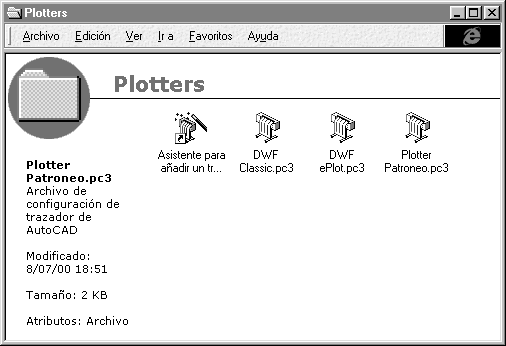 Plotters
Archivo Edición Ver Ir a Favoritos Ayuda
Plotters
Plotter
Patroneo.pc3
Archivo de
configuración de
trazador de
AutoCAD
Modificado:
8/07/00 18:51
Tamaño: 2 KB
Atributos: Archivo
Asistente para
añadir un tr...
DWF
Classic.pc3
DWF
ePlot.pc3
Plotter
Patroneo.pc3